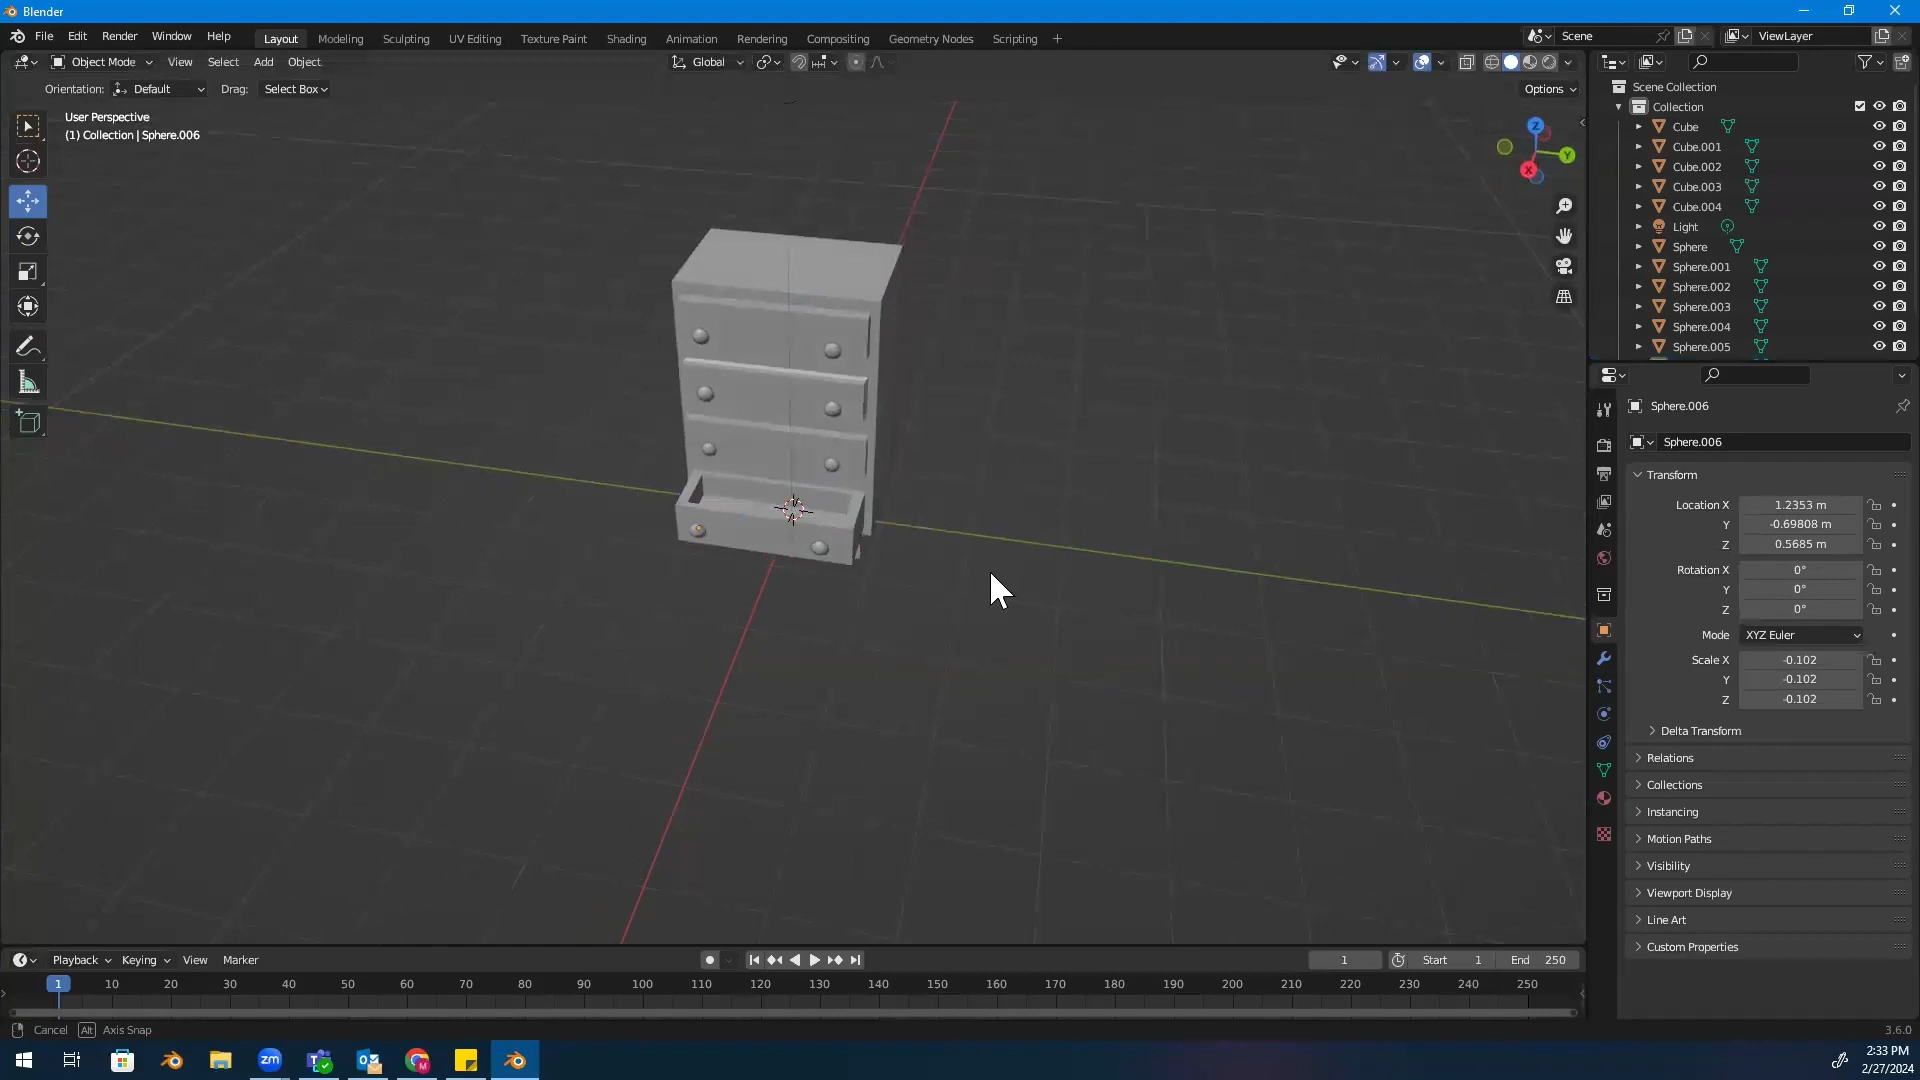 Blender
File Edit Render Window Help
Layout Modeling Sculpting UV Editing Texture Paint Shading Animation Rendering Compositing Geometry Nodes Scripting +
Scene
ViewLayer
Object Mode View Select Add Object
Global
Orientation: Default Drag: Select Box
Options
User Perspective
(1) Collection | Sphere.006
Z
Y
X
Scene Collection
Collection
Cube
Cube.001
Cube.002
Cube.003
Cube.004
Light
Sphere
Sphere.001
Sphere.002
Sphere.003
Sphere.004
Sphere.005
Sphere.006
Sphere.006
Transform
Location X 1.2353 m
Y -0.69808 m
Z 0.5685 m
Rotation X 0°
Y 0°
Z 0°
Mode XYZ Euler
Scale X -0.102
Y -0.102
Z -0.102
Delta Transform
Relations
Collections
Instancing
Motion Paths
Visibility
Viewport Display
Line Art
Custom Properties
Playback Keying View Marker
1
Start 1 End 250
1 10 20 30 40 50 60 70 80 90 100 110 120 130 140 150 160 170 180 190 200 210 220 230 240 250
Cancel Alt Axis Snap
3.6.0
zm
2:33 PM
2/27/2024